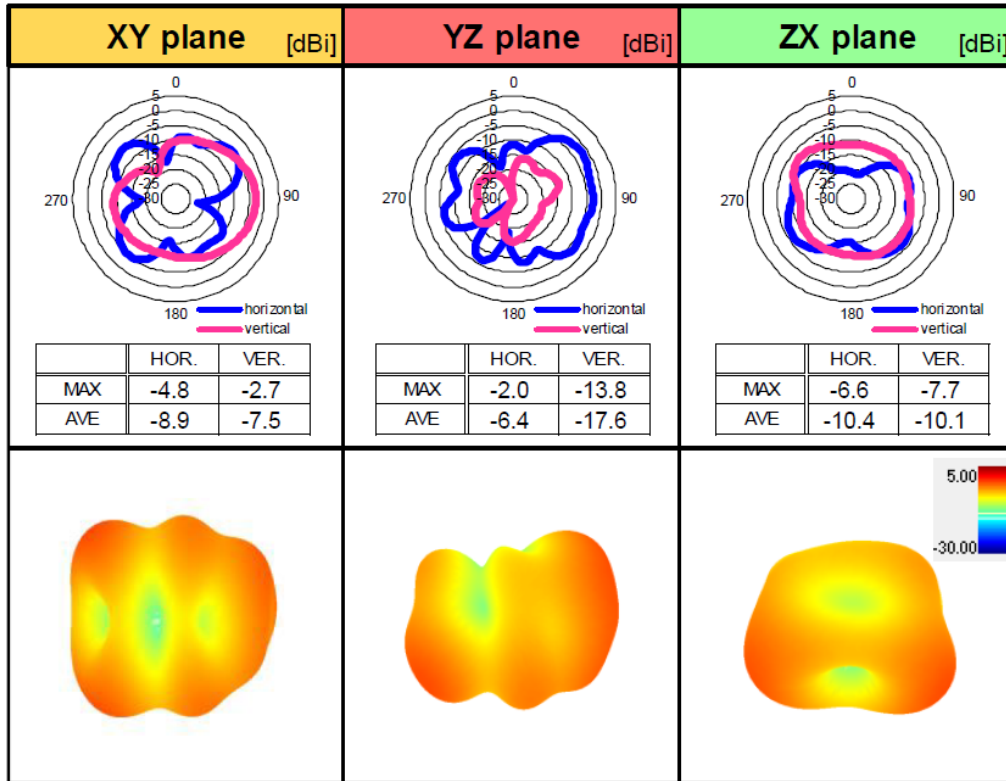 XY plane [dBi]
YZ plane [dBi]
ZX plane [dBi]
0
5
0
-5
-10
-15
-20
-25
-30
270
90
180
horizontal
vertical
0
5
0
-5
-10
-15
-20
-25
-30
270
90
180
horizontal
vertical
0
5
0
-5
-10
-15
-20
-25
-30
270
90
180
horizontal
vertical
HOR. VER.
MAX -4.8 -2.7
AVE -8.9 -7.5
HOR. VER.
MAX -2.0 -13.8
AVE -6.4 -17.6
HOR. VER.
MAX -6.6 -7.7
AVE -10.4 -10.1
5.00
-30.00